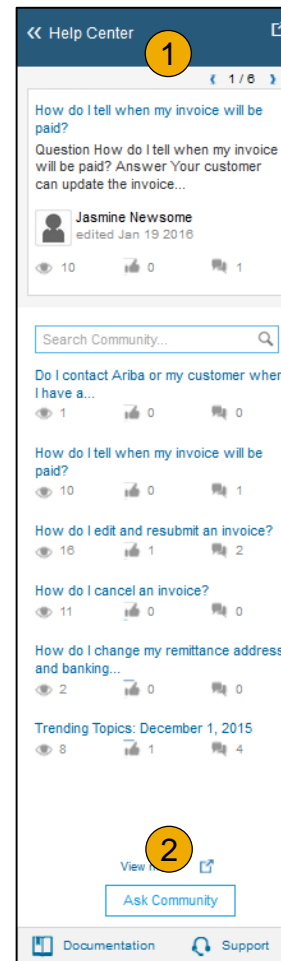 « Help Center
1
1 / 6
How do I tell when my invoice will be
paid?
Question How do I tell when my invoice
will be paid? Answer Your customer
can update the invoice...
Jasmine Newsome
edited Jan 19 2016
10 0 1
Search Community...
Do I contact Ariba or my customer when
I have a...
1 0 0
How do I tell when my invoice will be
paid?
10 0 1
How do I edit and resubmit an invoice?
16 1 2
How do I cancel an invoice?
11 0 0
How do I change my remittance address
and banking...
2 0 0
Trending Topics: December 1, 2015
8 1 4
2
View
Ask Community
Documentation Support